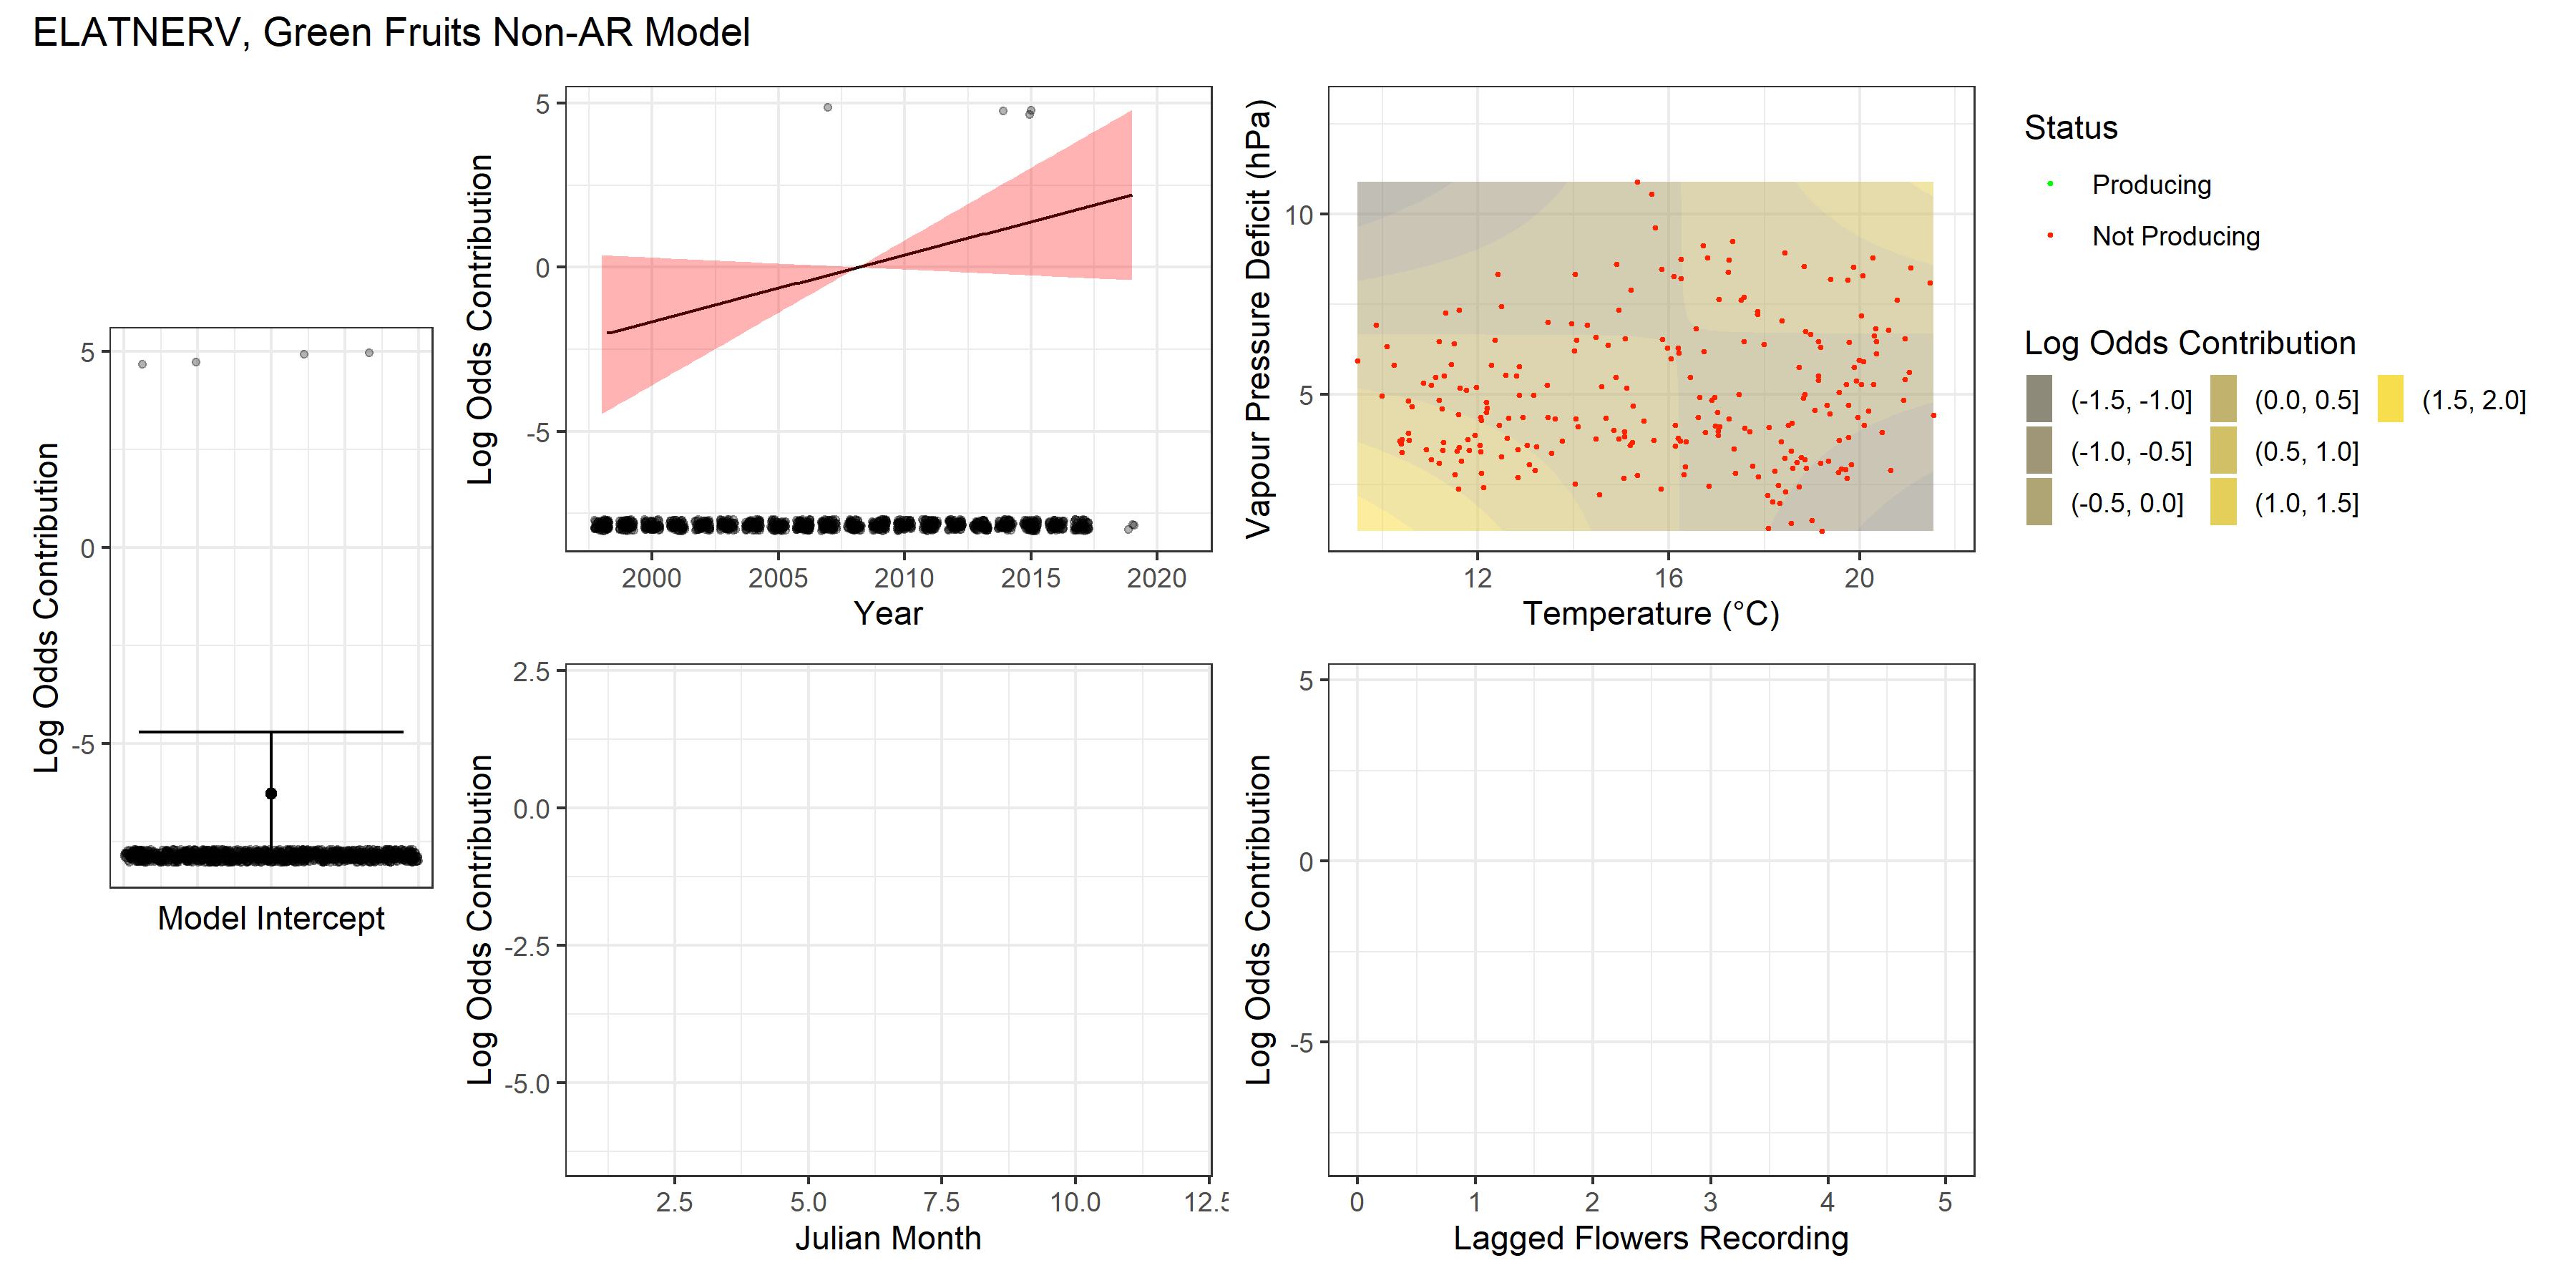 ELATNERV, Green Fruits Non-AR Model
Log Odds Contribution
5
0
-5
Model Intercept
Log Odds Contribution
5
0
-5
2000 2005 2010 2015 2020
Year
Vapour Pressure Deficit (hPa)
10
5
12 16 20
Temperature (°C)
Status
Producing
Not Producing
Log Odds Contribution
(-1.5, -1.0] (0.0, 0.5] (1.5, 2.0]
(-1.0, -0.5] (0.5, 1.0]
(-0.5, 0.0] (1.0, 1.5]
Log Odds Contribution
2.5
0.0
-2.5
-5.0
2.5 5.0 7.5 10.0 12.5
Julian Month
Log Odds Contribution
5
0
-5
0 1 2 3 4 5
Lagged Flowers Recording